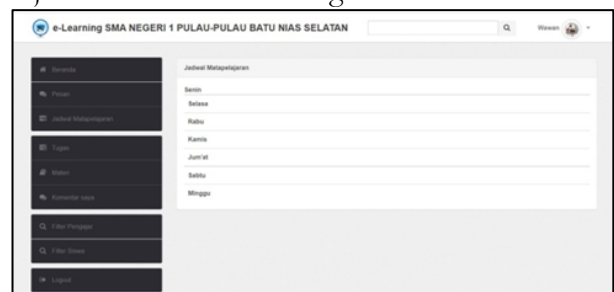 e-Learning SMA NEGERI 1 PULAU-PULAU BATU NIAS SELATAN
Wawan
Beranda
Pesan
Jadwal Matapelajaran
Tugas
Materi
Komentar saya
Filter Pengajar
Filter Siswa
Logout
Jadwal Matapelajaran
Senin
Selasa
Rabu
Kamis
Jum'at
Sabtu
Minggu